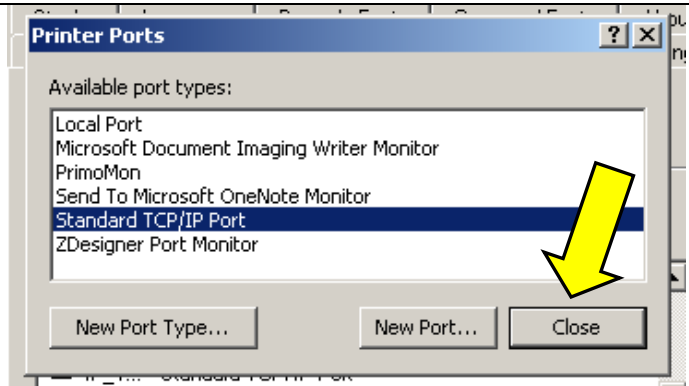 Printer Ports
Available port types:
Local Port
Microsoft Document Imaging Writer Monitor
PrimoMon
Send To Microsoft OneNote Monitor
Standard TCP/IP Port
ZDesigner Port Monitor
New Port Type... New Port... Close